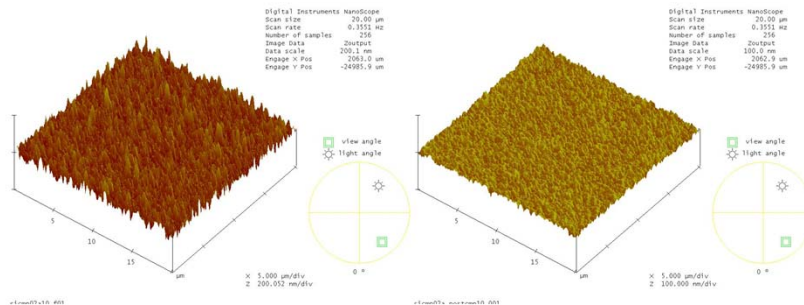 Digital Instruments NanoScope
Scan size 20.00 µm
Scan rate 0.3551 Hz
Number of samples 256
Image Data Zoutput
Data scale 200.1 nm
Engage X Pos 2063.0 um
Engage Y Pos -24985.9 um
view angle
light angle
5
10
15
µm
X 5.000 µm/div
Z 200.052 nm/div
0 °
Digital Instruments NanoScope
Scan size 20.00 µm
Scan rate 0.3551 Hz
Number of samples 256
Image Data Zoutput
Data scale 100.0 nm
Engage X Pos 2062.9 um
Engage Y Pos -24985.9 um
view angle
light angle
5
10
15
µm
X 5.000 µm/div
Z 100.000 nm/div
0 °